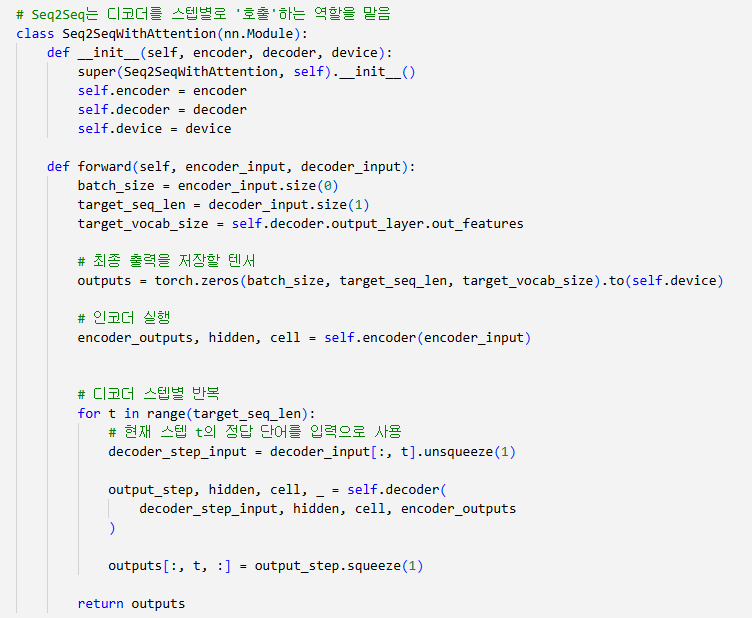 # Seq2Seq는 디코더를 스텝별로 '호출'하는 역할을 맡음
class Seq2SeqWithAttention(nn.Module):
    def __init__(self, encoder, decoder, device):
        super(Seq2SeqWithAttention, self).__init__()
        self.encoder = encoder
        self.decoder = decoder
        self.device = device

    def forward(self, encoder_input, decoder_input):
        batch_size = encoder_input.size(0)
        target_seq_len = decoder_input.size(1)
        target_vocab_size = self.decoder.output_layer.out_features

        # 최종 출력을 저장할 텐서
        outputs = torch.zeros(batch_size, target_seq_len, target_vocab_size).to(self.device)

        # 인코더 실행
        encoder_outputs, hidden, cell = self.encoder(encoder_input)


        # 디코더 스텝별 반복
        for t in range(target_seq_len):
            # 현재 스텝 t의 정답 단어를 입력으로 사용
            decoder_step_input = decoder_input[:, t].unsqueeze(1)

            output_step, hidden, cell, _ = self.decoder(
                decoder_step_input, hidden, cell, encoder_outputs
            )

            outputs[:, t, :] = output_step.squeeze(1)

        return outputs